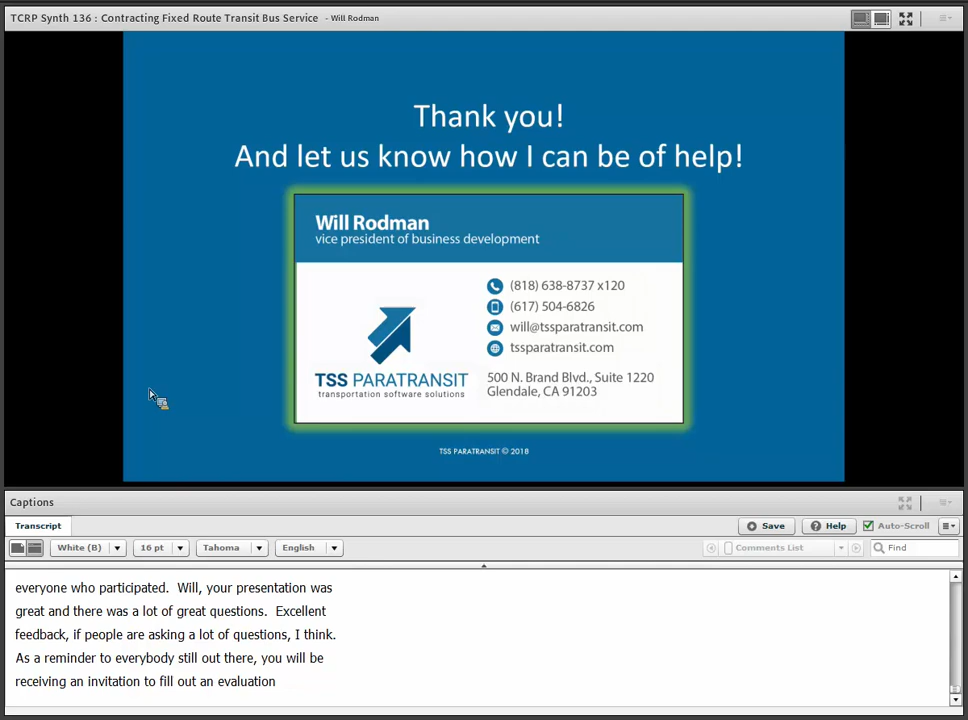 TCRP Synth 136 : Contracting Fixed Route Transit Bus Service - Will Rodman
Thank you!
And let us know how I can be of help!
Will Rodman
vice president of business development
(818) 638-8737 x120
(617) 504-6826
will@tssparatransit.com
tssparatransit.com
TSS PARATRANSIT
transportation software solutions
500 N. Brand Blvd., Suite 1220
Glendale, CA 91203
TSS PARATRANSIT © 2018
Captions
Transcript
Save
Help
Auto-Scroll
White (B)
16 pt
Tahoma
English
Comments List
Find
everyone who participated. Will, your presentation was
great and there was a lot of great questions. Excellent
feedback, if people are asking a lot of questions, I think.
As a reminder to everybody still out there, you will be
receiving an invitation to fill out an evaluation